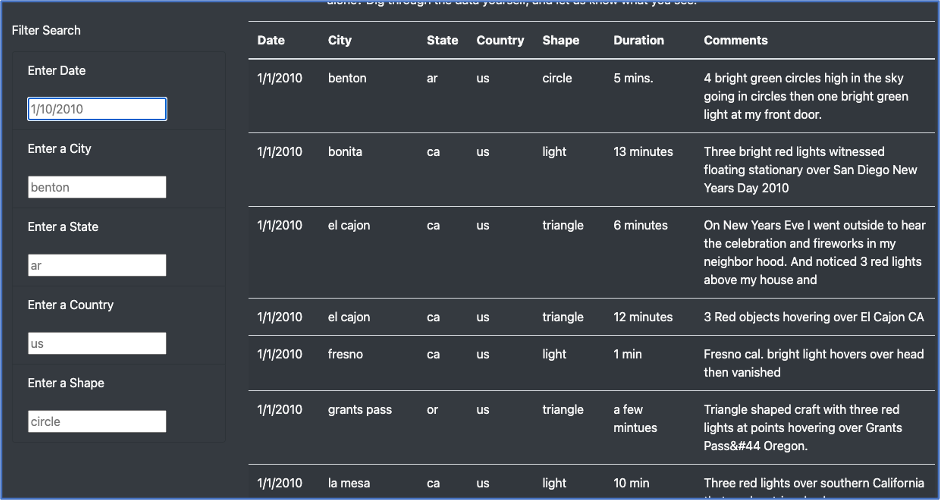 alone? Dig through the data yourself, and let us know what you see.
Filter Search
Enter Date
1/10/2010
Enter a City
benton
Enter a State
ar
Enter a Country
us
Enter a Shape
circle
Date City State Country Shape Duration Comments
1/1/2010 benton ar us circle 5 mins. 4 bright green circles high in the sky
going in circles then one bright green
light at my front door.
1/1/2010 bonita ca us light 13 minutes Three bright red lights witnessed
floating stationary over San Diego New
Years Day 2010
1/1/2010 el cajon ca us triangle 6 minutes On New Years Eve I went outside to hear
the celebration and fireworks in my
neighbor hood. And noticed 3 red lights
above my house and
1/1/2010 el cajon ca us triangle 12 minutes 3 Red objects hovering over El Cajon CA
1/1/2010 fresno ca us light 1 min Fresno cal. bright light hovers over head
then vanished
1/1/2010 grants pass or us triangle a few Triangle shaped craft with three red
mintues lights at points hovering over Grants
Pass&#44 Oregon.
1/1/2010 la mesa ca us light 10 min Three red lights over southern California